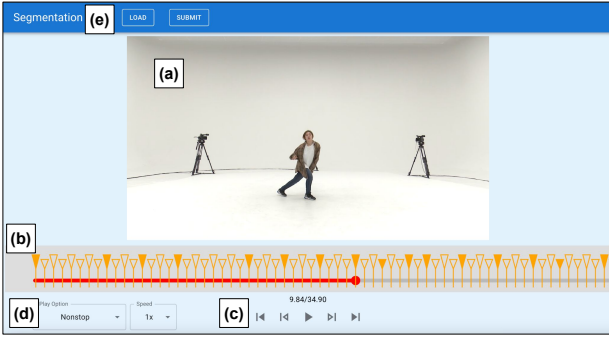 Segmentation (e) LOAD SUBMIT
(a)
(b)
9.84/34.90
Play Option Speed
(d) Nonstop 1x (c)